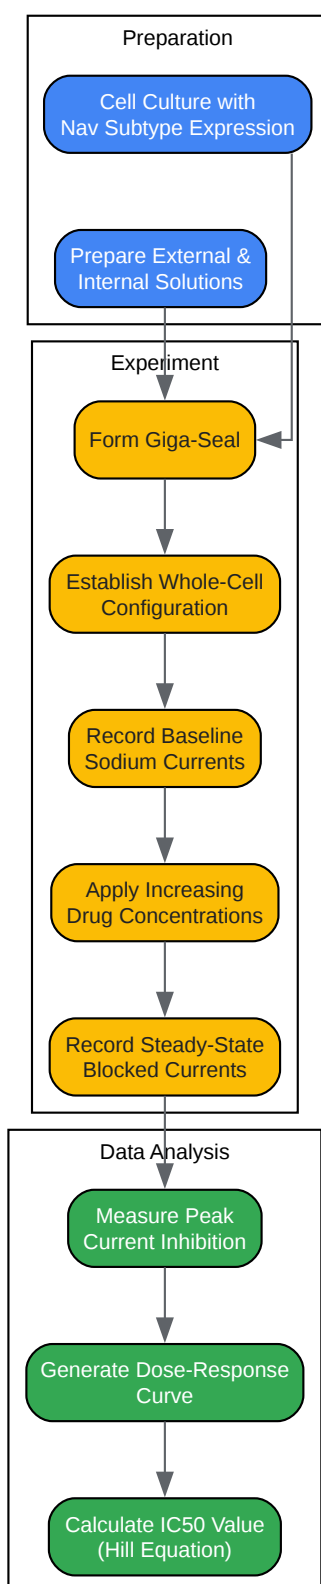 Preparation
Cell Culture with
Nav Subtype Expression
Prepare External &
Internal Solutions
Experiment
Form Giga-Seal
Establish Whole-Cell
Configuration
Record Baseline
Sodium Currents
Apply Increasing
Drug Concentrations
Record Steady-State
Blocked Currents
Data Analysis
Measure Peak
Current Inhibition
Generate Dose-Response
Curve
Calculate IC50 Value
(Hill Equation)